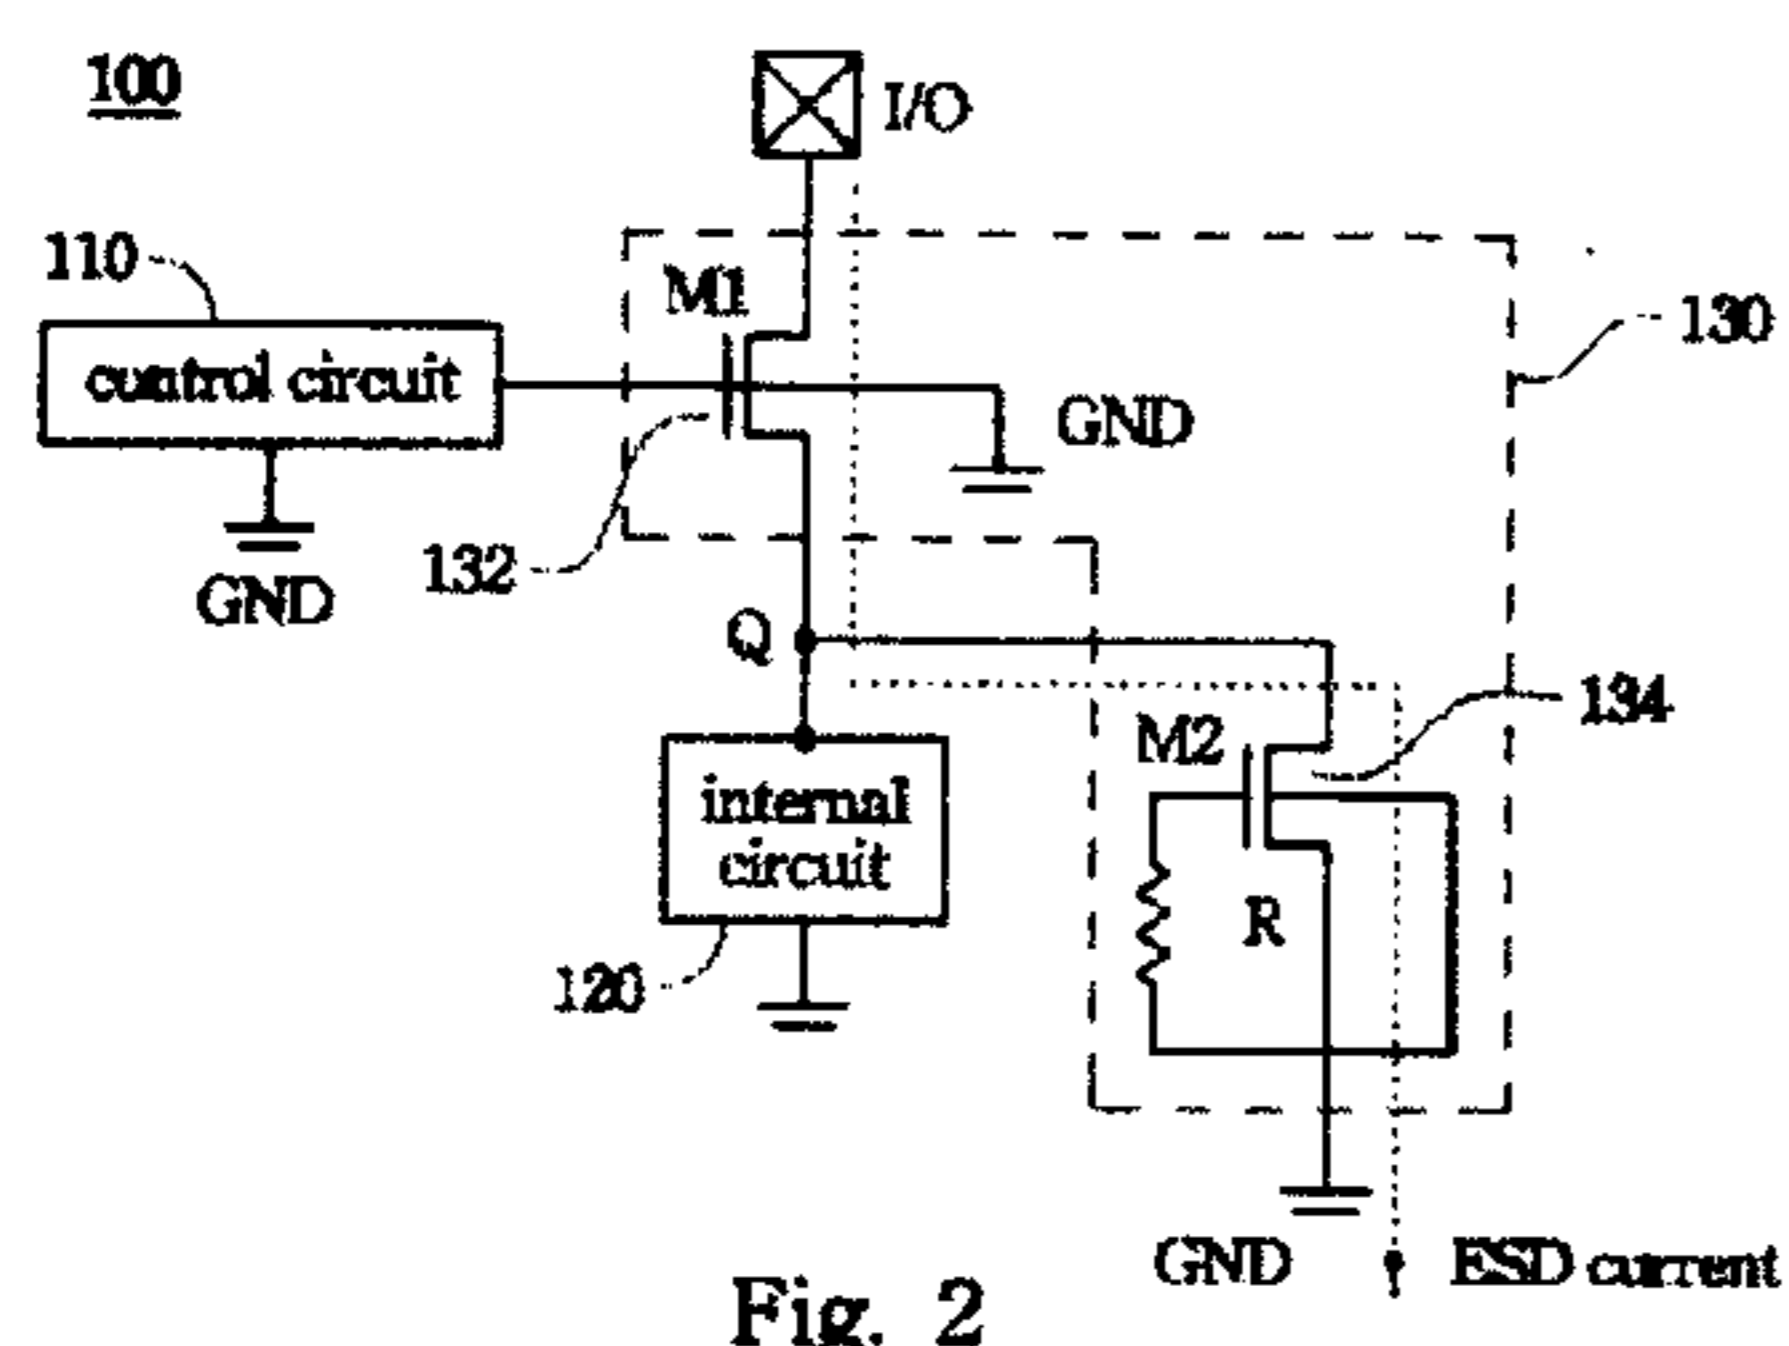 100
I/O
110
M1
130
control circuit
GND
132
GND
Q
134
M2
internal
circuit
R
120
GND
ESD current
Fig. 2